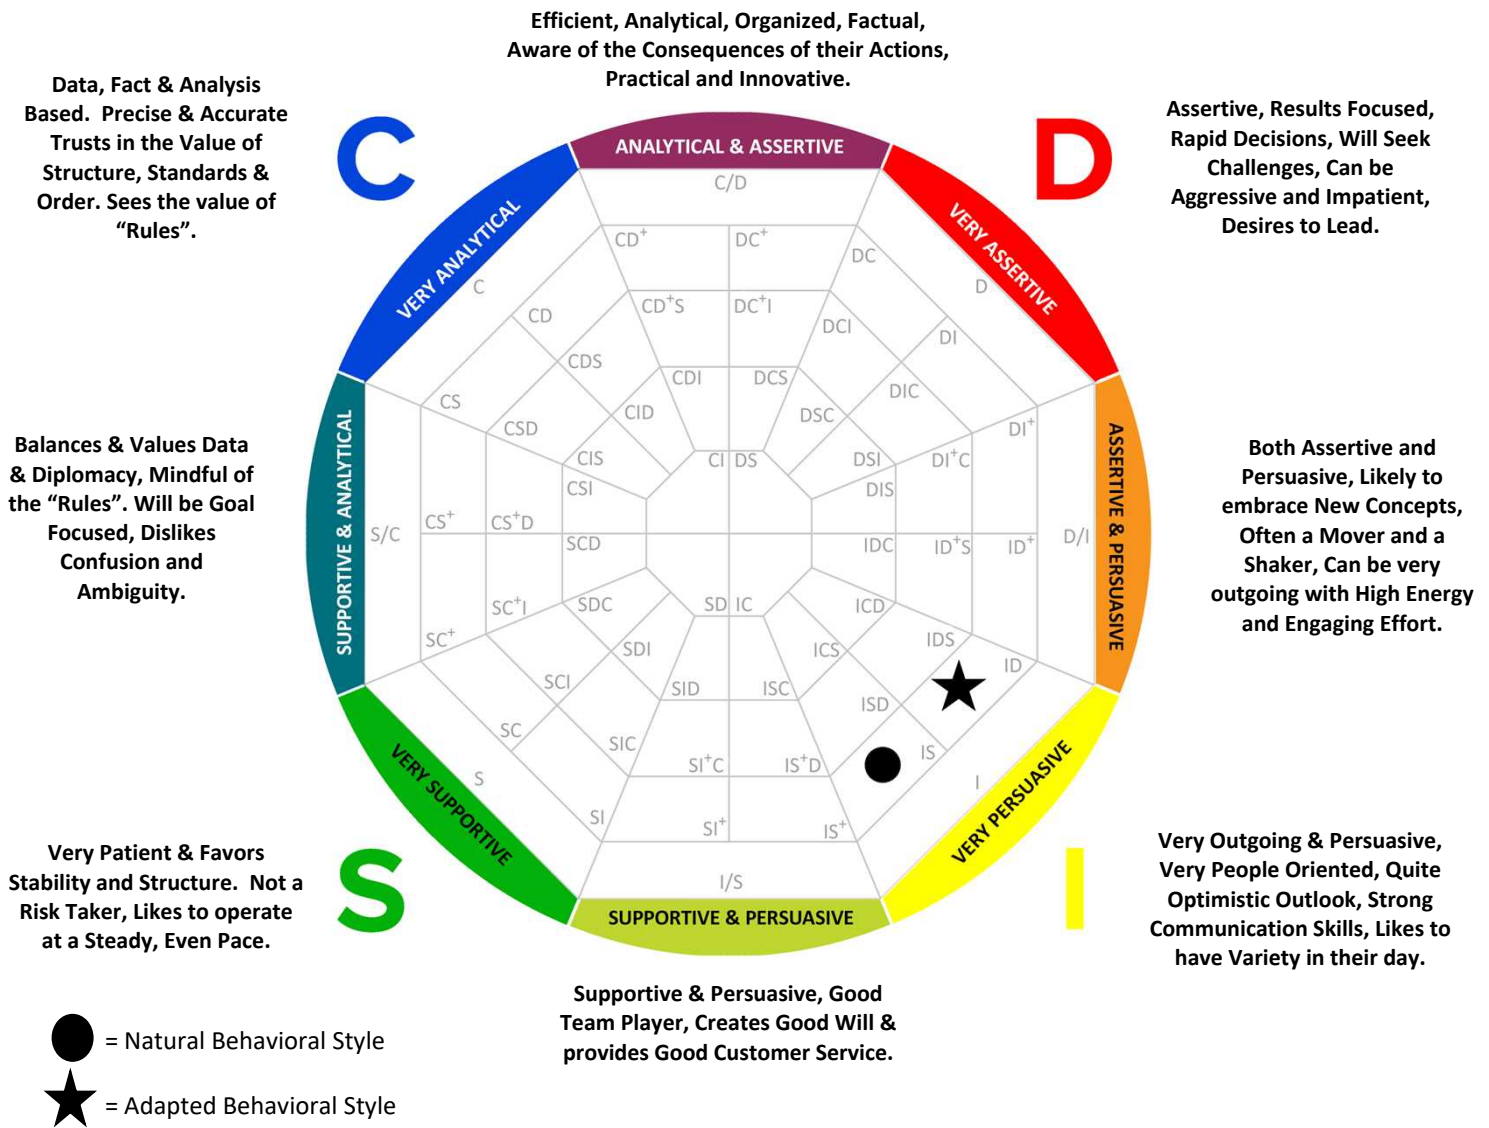 Efficient, Analytical, Organized, Factual,
Aware of the Consequences of their Actions,
Practical and Innovative.
Data, Fact & Analysis
Based.  Precise & Accurate
Trusts in the Value of
Structure, Standards &
Order. Sees the value of
“Rules”.
C
D
Assertive, Results Focused,
Rapid Decisions, Will Seek
Challenges, Can be
Aggressive and Impatient,
Desires to Lead.
ANALYTICAL & ASSERTIVE
VERY ANALYTICAL
VERY ASSERTIVE
C/D
CD⁺
DC⁺
DC
C
D
CD⁺S
DC⁺I
CD
DCI
DI
CDS
CDI
DCS
DIC
CS
CID
DSC
DI⁺
CSD
CIS
CI
DS
DSI
DI⁺C
CSI
DIS
S/C
CS⁺
CS⁺D
SCD
IDC
ID⁺S
ID⁺
D/I
SC⁺I
SDC
SD
IC
ICD
SC⁺
SDI
ICS
IDS
ID
SCI
SID
ISC
ISD
SC
SIC
SI⁺C
IS⁺D
IS
S
I
SI
SI⁺
IS⁺
I/S
SUPPORTIVE & ANALYTICAL
ASSERTIVE & PERSUASIVE
Balances & Values Data
& Diplomacy, Mindful of
the “Rules”. Will be Goal
Focused, Dislikes
Confusion and
Ambiguity.
Both Assertive and
Persuasive, Likely to
embrace New Concepts,
Often a Mover and a
Shaker, Can be very
outgoing with High Energy
and Engaging Effort.
VERY SUPPORTIVE
VERY PERSUASIVE
SUPPORTIVE & PERSUASIVE
Very Patient & Favors
Stability and Structure.  Not a
Risk Taker, Likes to operate
at a Steady, Even Pace.
S
I
Very Outgoing & Persuasive,
Very People Oriented, Quite
Optimistic Outlook, Strong
Communication Skills, Likes to
have Variety in their day.
Supportive & Persuasive, Good
Team Player, Creates Good Will &
provides Good Customer Service.
= Natural Behavioral Style
= Adapted Behavioral Style